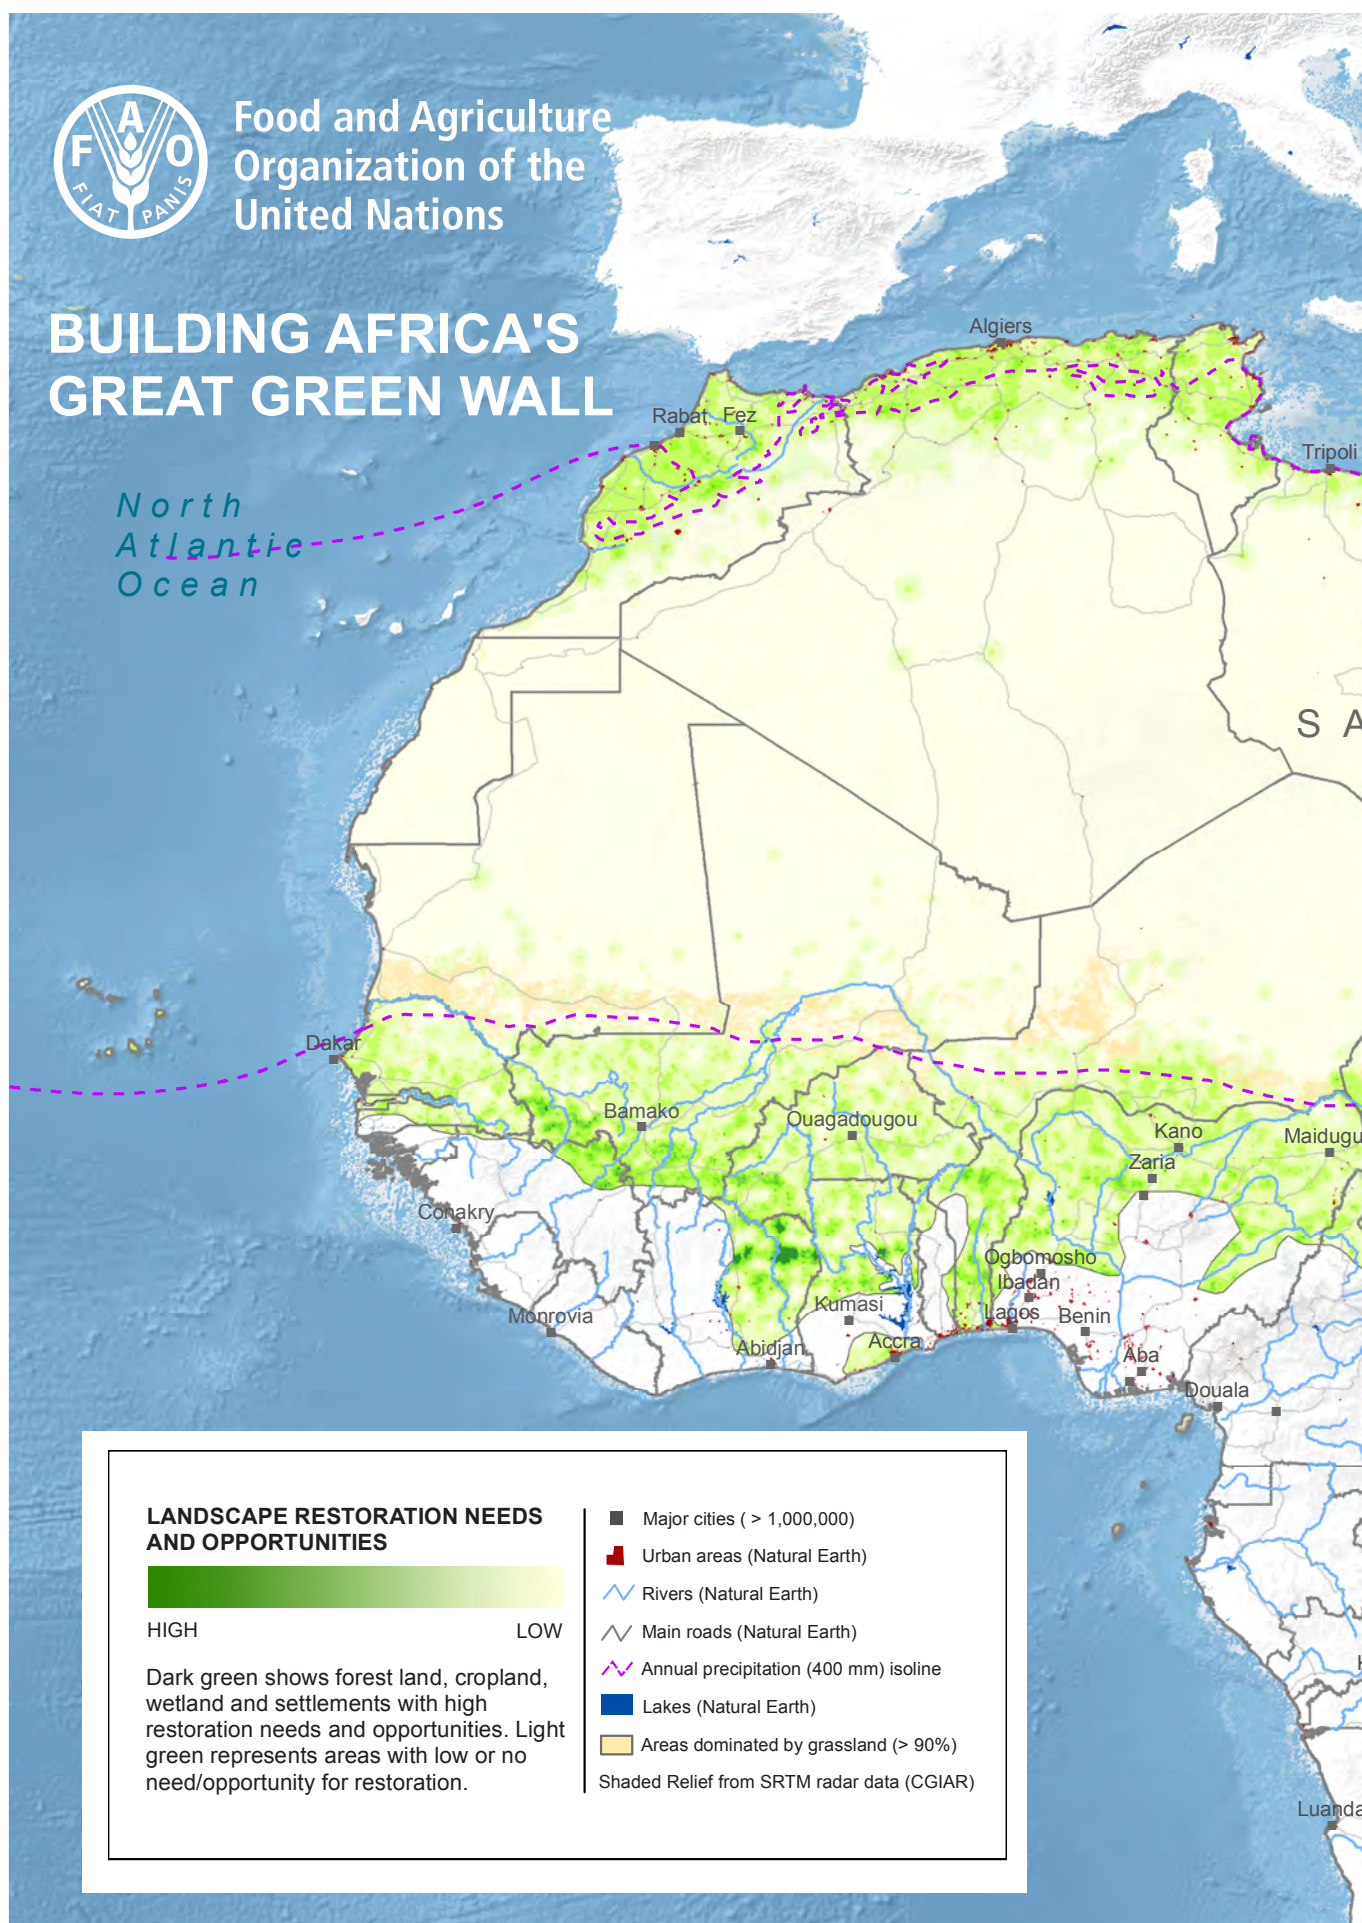 F A O
FIAT PANIS
Food and Agriculture
Organization of the
United Nations
BUILDING AFRICA'S
GREAT GREEN WALL
North
Atlantic
Ocean
Algiers
Rabat
Fez
Tripoli
S A
Dakar
Bamako
Ouagadougou
Kano
Maidugu
Zaria
Conakry
Ogbomosho
Ibadan
Kumasi
Monrovia
Lagos
Benin
Abidjan
Accra
Aba
Douala
K
Luanda
LANDSCAPE RESTORATION NEEDS
AND OPPORTUNITIES
HIGH
LOW
Dark green shows forest land, cropland,
wetland and settlements with high
restoration needs and opportunities. Light
green represents areas with low or no
need/opportunity for restoration.
Major cities ( > 1,000,000)
Urban areas (Natural Earth)
Rivers (Natural Earth)
Main roads (Natural Earth)
Annual precipitation (400 mm) isoline
Lakes (Natural Earth)
Areas dominated by grassland (> 90%)
Shaded Relief from SRTM radar data (CGIAR)